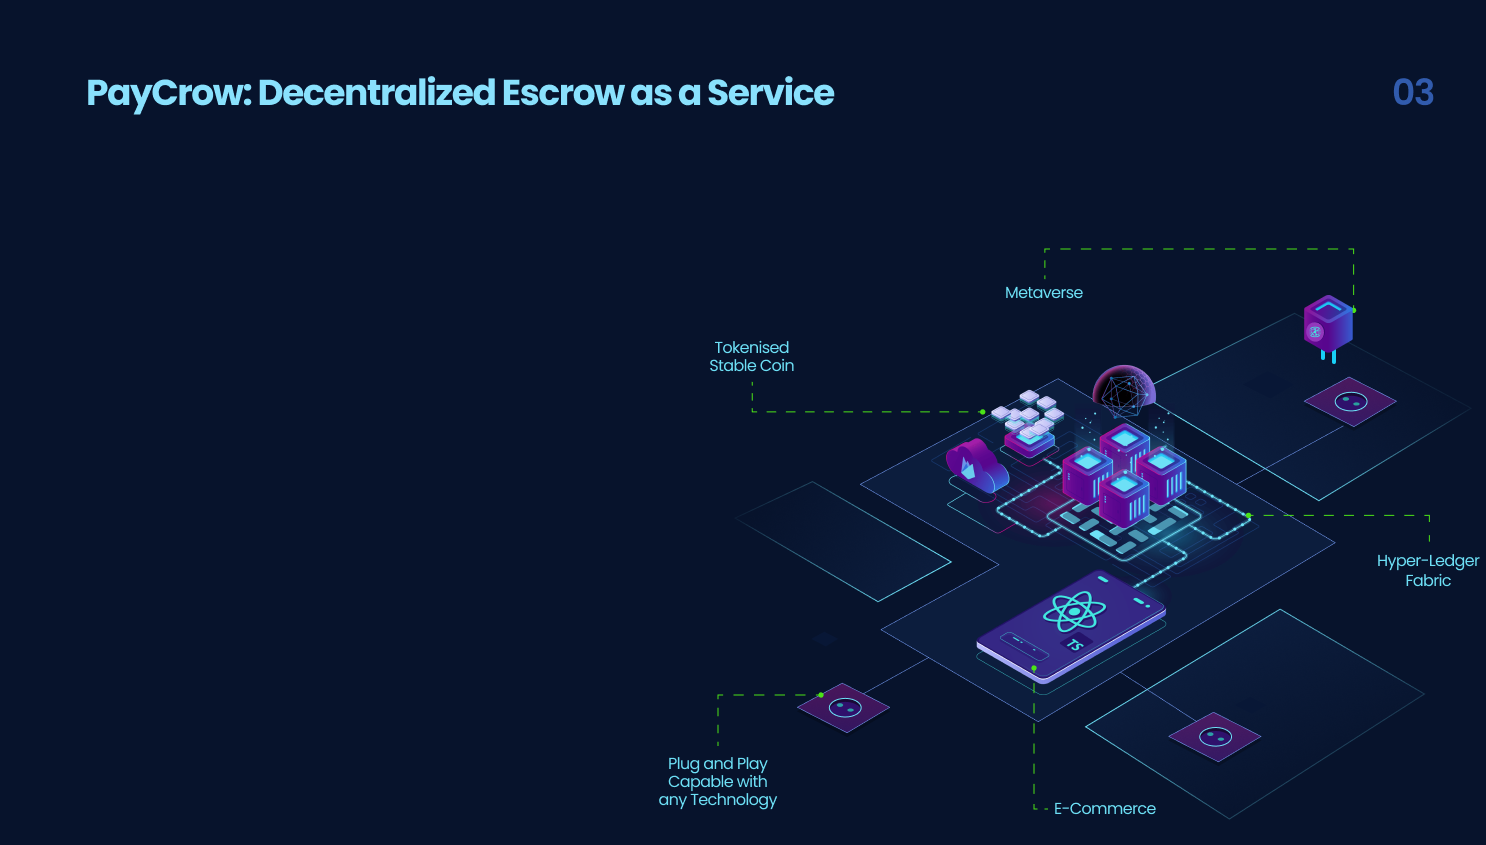 PayCrow: Decentralized Escrow as a Service
03
Metaverse
Tokenised
Stable Coin
Hyper-Ledger
Fabric
TS
Plug and Play
Capable with
any Technology
E-Commerce